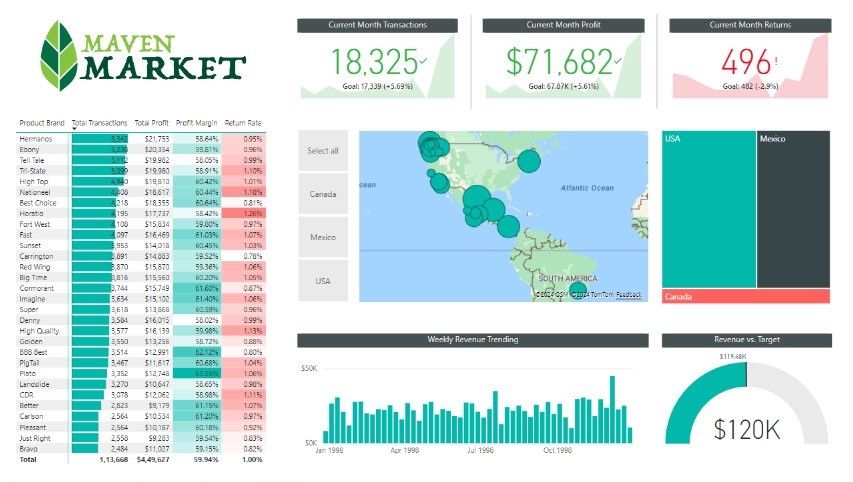 MAVEN
MARKET
Current Month Transactions
18,325✓
Goal: 17,339 (+5.69%)
Current Month Profit
$71,682✓
Goal: 67.87K (+5.61%)
Current Month Returns
496!
Goal: 482 (-2.9%)
Product Brand Total Transactions Total Profit Profit Margin Return Rate
Hermanos 5,342 $21,753 58.64% 0.95%
Ebony 5,238 $20,354 59.81% 0.96%
Tell Tale 5,112 $19,982 58.05% 0.99%
Tri-State 5,099 $19,810 58.91% 1.10%
High Top 4,940 $19,810 60.42% 1.01%
Nationeel 4,408 $18,617 60.44% 1.18%
Best Choice 4,218 $18,355 60.64% 0.81%
Horatio 4,195 $17,737 58.42% 1.26%
Fort West 4,108 $15,834 59.80% 0.97%
Fast 4,097 $16,469 61.03% 1.07%
Sunset 3,953 $14,018 60.45% 1.03%
Carrington 3,891 $14,883 59.52% 0.78%
Red Wing 3,870 $15,870 59.36% 1.06%
Big Time 3,816 $15,560 60.20% 1.05%
Cormorant 3,744 $15,749 61.60% 0.87%
Imagine 3,634 $15,102 61.40% 1.06%
Super 3,618 $13,868 60.59% 0.96%
Denny 3,584 $16,015 58.02% 0.99%
High Quality 3,577 $16,139 59.98% 1.13%
Golden 3,550 $13,256 58.72% 0.88%
BBB Best 3,514 $12,991 62.12% 0.80%
PigTail 3,467 $11,617 60.68% 1.04%
Plato 3,352 $12,748 1.06%
Landslide 3,270 $10,647 58.65% 0.98%
CDR 3,078 $12,062 58.98% 1.11%
Better 2,823 $9,179 61.15% 1.07%
Carlson 2,564 $10,534 61.20% 0.97%
Pleasant 2,564 $10,187 60.18% 0.92%
Just Right 2,558 $9,283 59.54% 0.83%
Bravo 2,484 $11,027 59.15% 0.82%
Total 1,13,668 $4,49,627 59.94% 1.00%
Select all
Canada
Mexico
USA
cean
Atlantic Ocean
SOUTH AMERICA
©2024 OSM ©2024 TomTom Feedback
USA
Mexico
Canada
Weekly Revenue Trending
$50K
$0K
Jan 1998 Apr 1998 Jul 1998 Oct 1998
Revenue vs. Target
$119.48K
$120K